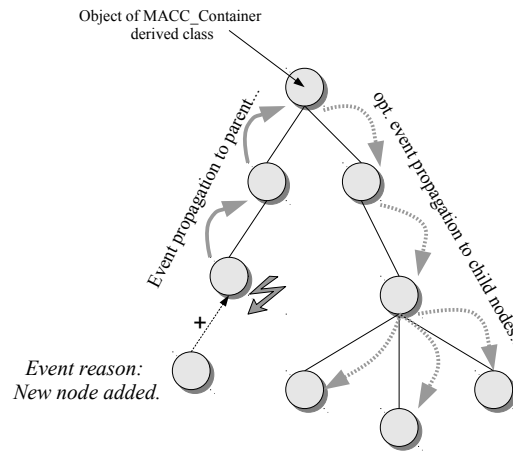 Object of MACC_Container
derived class
Event propagation to parent...
opt. event propagation to child nodes.
+
Event reason:
New node added.